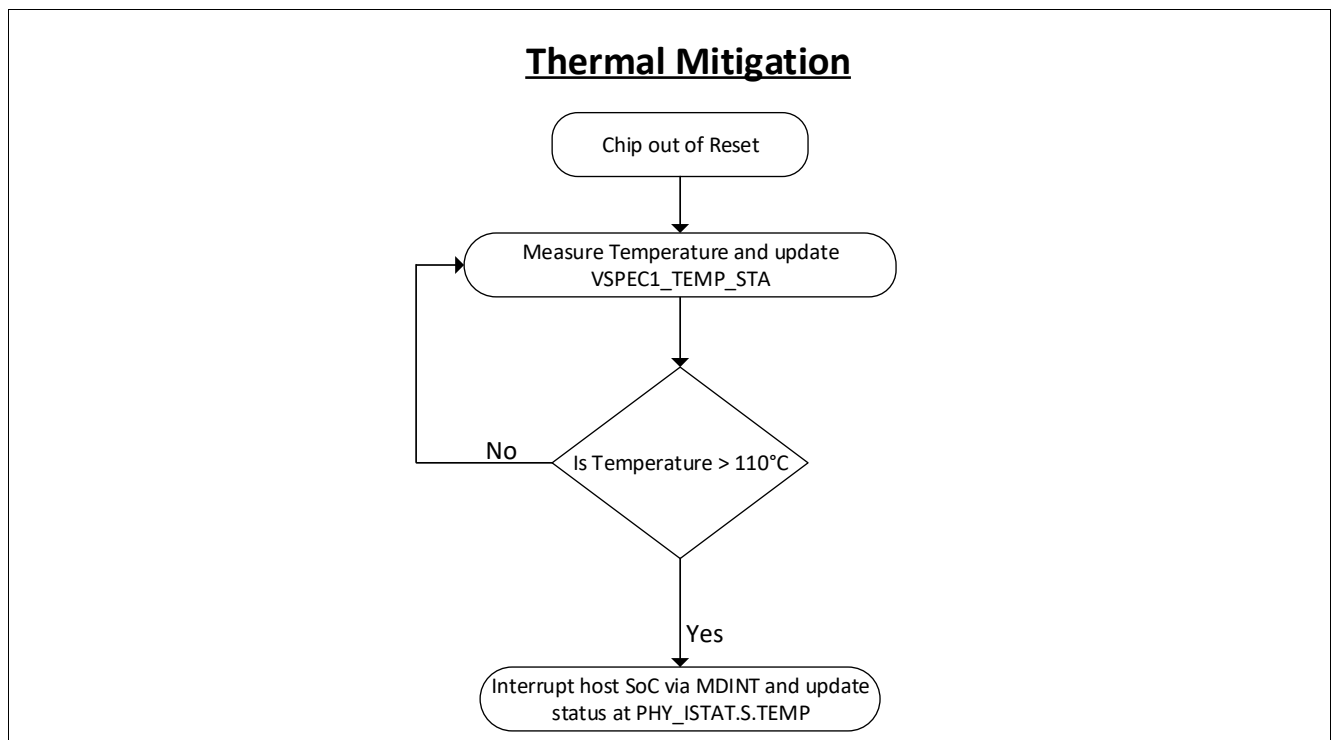 Thermal Mitigation
Chip out of Reset
Measure Temperature and update
VSPEC1_TEMP_STA
No
Is Temperature > 110°C
Yes
Interrupt host SoC via MDINT and update
status at PHY_ISTAT.S.TEMP